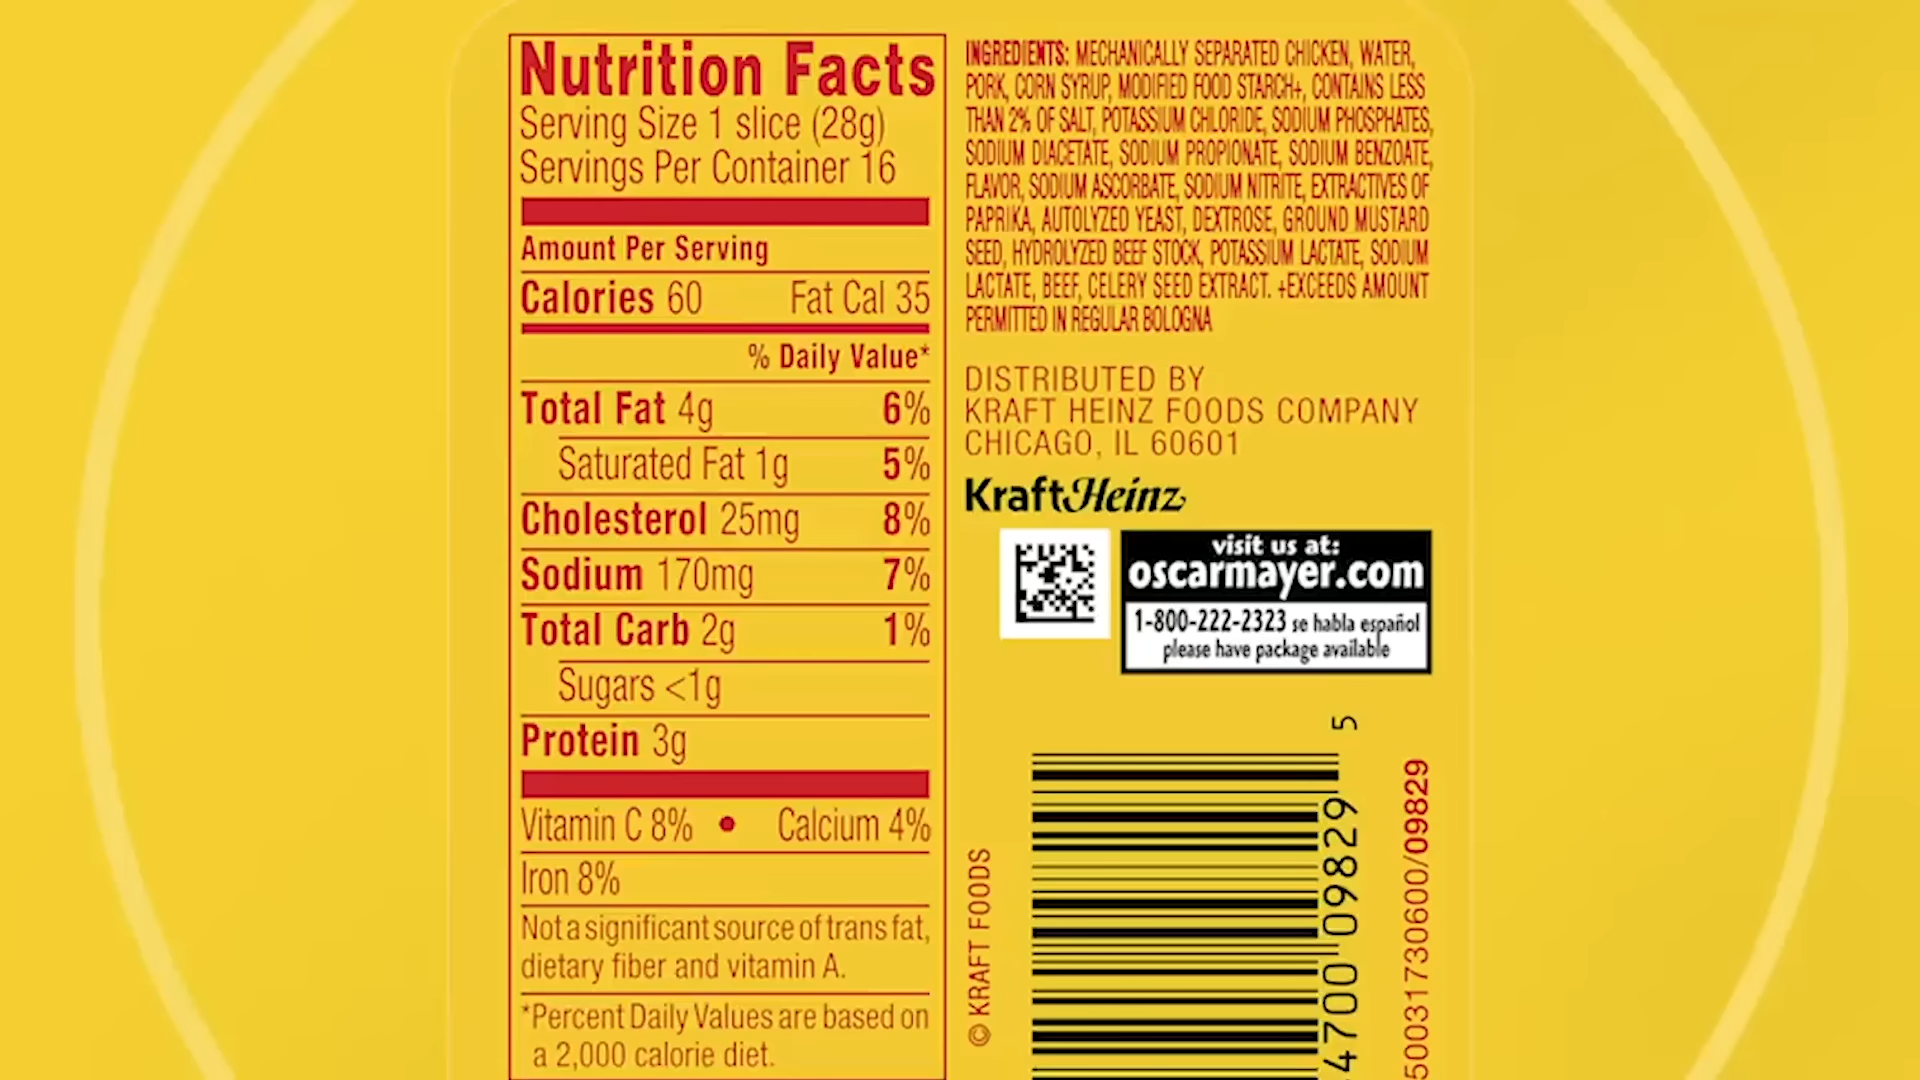 Nutrition Facts
Serving Size 1 slice (28g)
Servings Per Container 16
Amount Per Serving
Calories 60 Fat Cal 35
% Daily Value*
Total Fat 4g 6%
Saturated Fat 1g 5%
Cholesterol 25mg 8%
Sodium 170mg 7%
Total Carb 2g 1%
Sugars <1g
Protein 3g
Vitamin C 8% • Calcium 4%
Iron 8%
Not a significant source of trans fat,
dietary fiber and vitamin A.
*Percent Daily Values are based on
a 2,000 calorie diet.
INGREDIENTS: MECHANICALLY SEPARATED CHICKEN, WATER,
PORK, CORN SYRUP, MODIFIED FOOD STARCH+, CONTAINS LESS
THAN 2% OF SALT, POTASSIUM CHLORIDE, SODIUM PHOSPHATES,
SODIUM DIACETATE, SODIUM PROPIONATE, SODIUM BENZOATE,
FLAVOR, SODIUM ASCORBATE, SODIUM NITRITE, EXTRACTIVES OF
PAPRIKA, AUTOLYZED YEAST, DEXTROSE, GROUND MUSTARD
SEED, HYDROLYZED BEEF STOCK, POTASSIUM LACTATE, SODIUM
LACTATE, BEEF, CELERY SEED EXTRACT. +EXCEEDS AMOUNT
PERMITTED IN REGULAR BOLOGNA
DISTRIBUTED BY
KRAFT HEINZ FOODS COMPANY
CHICAGO, IL 60601
KraftHeinz
visit us at:
oscarmayer.com
1-800-222-2323 se habla español
please have package available
© KRAFT FOODS
4700 09829 5
50031730600/09829